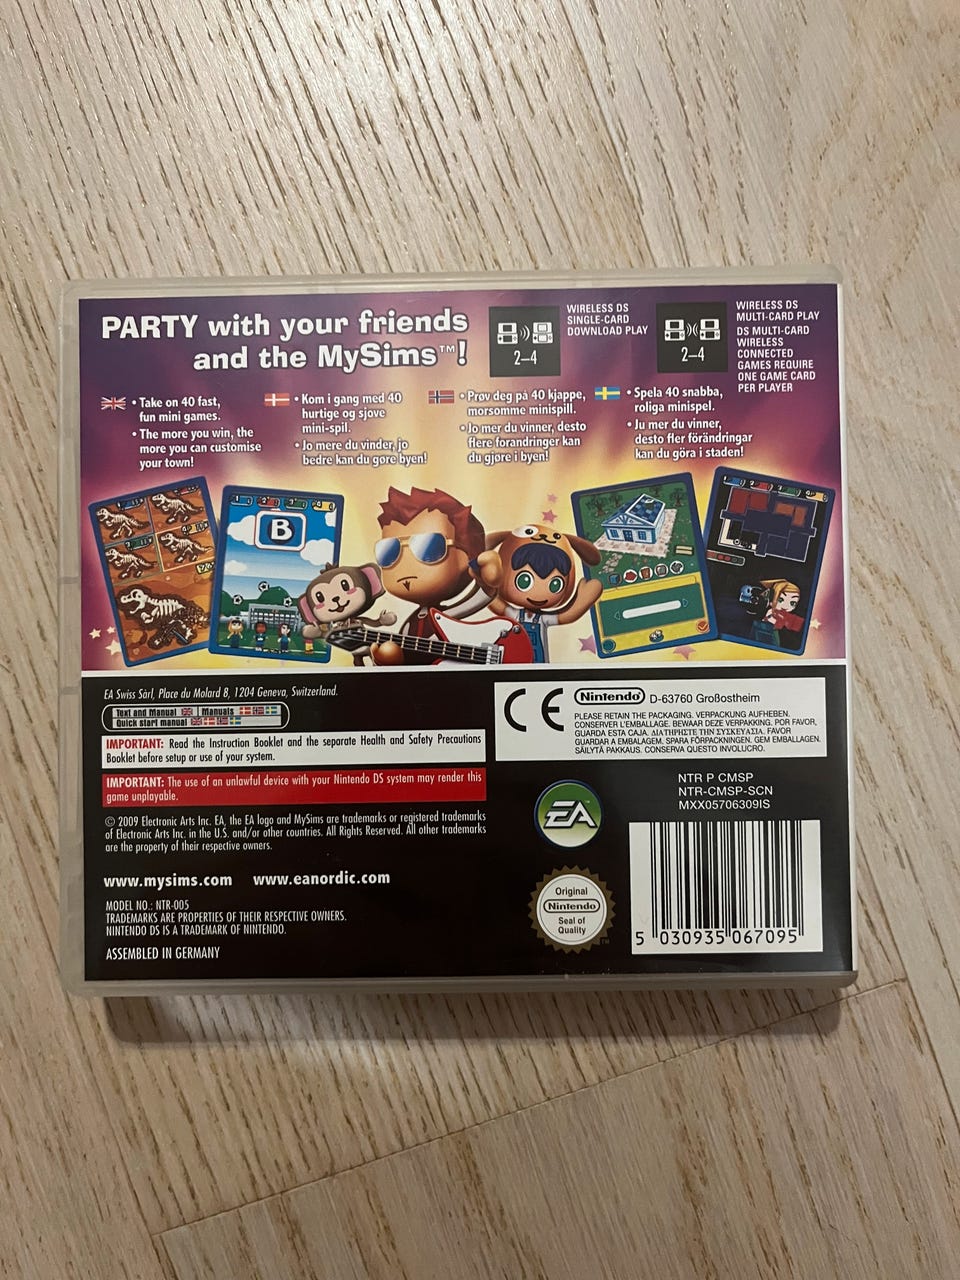 PARTY with your friends
and the MySims™!
2–4
WIRELESS DS
SINGLE-CARD
DOWNLOAD PLAY
2–4
WIRELESS DS
MULTI-CARD PLAY
DS MULTI-CARD
WIRELESS
CONNECTED
GAMES REQUIRE
ONE GAME CARD
PER PLAYER
• Take on 40 fast,
fun mini games.
• The more you win, the
more you can customise
your town!
• Kom i gang med 40
hurtige og sjove
mini-spil.
• Jo mere du vinder, jo
bedre kan du gøre byen!
• Prøv deg på 40 kjappe,
morsomme minispill.
• Jo mer du vinner, desto
flere forandringer kan
du gjøre i byen!
• Spela 40 snabba,
roliga minispel.
• Ju mer du vinner,
desto fler förändringar
kan du göra i staden!
B
EA Swiss Sàrl, Place du Molard 8, 1204 Geneva, Switzerland.
Text and Manual
Manuals
Quick start manual
IMPORTANT: Read the Instruction Booklet and the separate Health and Safety Precautions
Booklet before setup or use of your system.
IMPORTANT: The use of an unlawful device with your Nintendo DS system may render this
game unplayable.
© 2009 Electronic Arts Inc. EA, the EA logo and MySims are trademarks or registered trademarks
of Electronic Arts Inc. in the U.S. and/or other countries. All Rights Reserved. All other trademarks
are the property of their respective owners.
www.mysims.com www.eanordic.com
MODEL NO.: NTR-005
TRADEMARKS ARE PROPERTIES OF THEIR RESPECTIVE OWNERS.
NINTENDO DS IS A TRADEMARK OF NINTENDO.
ASSEMBLED IN GERMANY
CE
Nintendo® D-63760 Großostheim
PLEASE RETAIN THE PACKAGING. VERPACKUNG AUFHEBEN.
CONSERVER L'EMBALLAGE. BEWAAR DEZE VERPAKKING. POR FAVOR,
GUARDA ESTA CAJA. ΔΙΑΤΗΡΗΣΤΕ ΤΗΝ ΣΥΣΚΕΥΑΣΙΑ. FAVOR
GUARDAR A EMBALAGEM. SPARA FÖRPACKNINGEN. GEM EMBALLAGEN.
SÄILYTÄ PAKKAUS. CONSERVA QUESTO INVOLUCRO.
NTR P CMSP
NTR-CMSP-SCN
MXX05706309IS
EA
Original
Nintendo
Seal of
Quality
TM
5 030935 067095